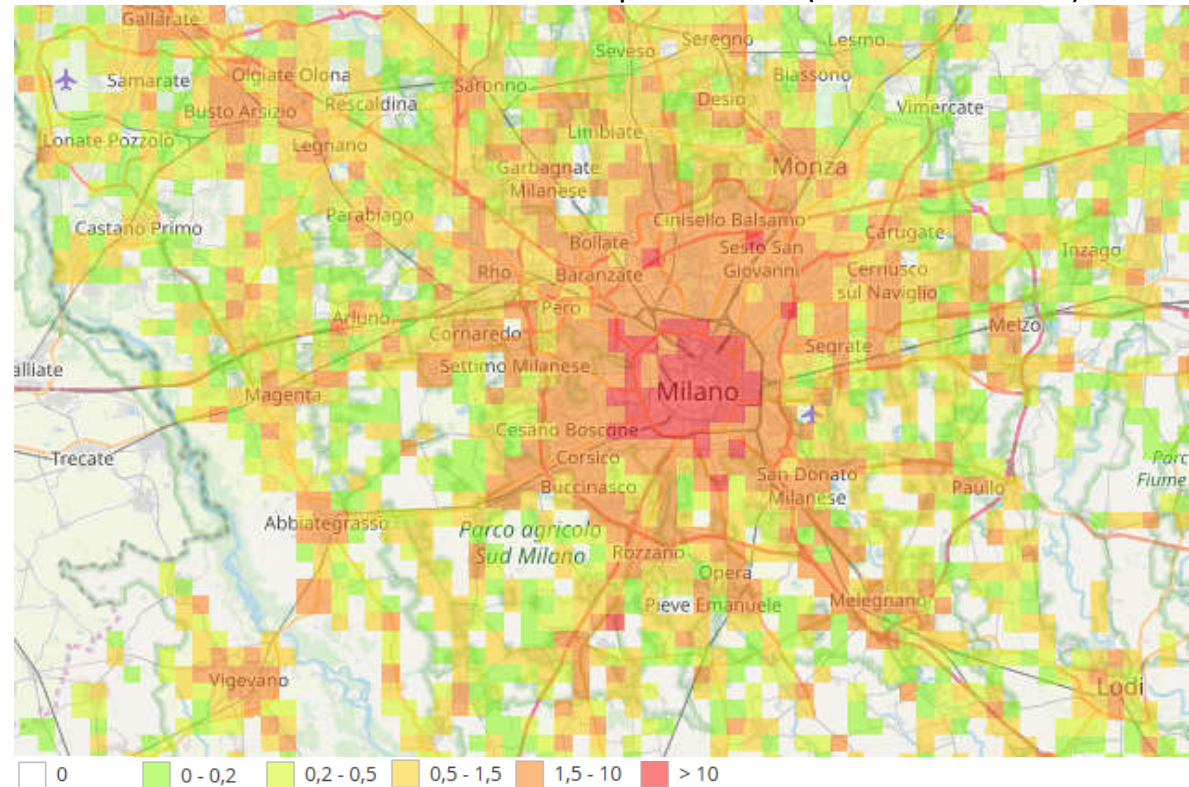 Gallarate
Seregno
Lesmo
Seveso
Samarate
Olgiate Olona
Saronno
Biassono
Busto Arsizio
Rescaldina
Desio
Vimercate
Lonate Pozzolo
Legnano
Limbiate
Garbagnate
Milanese
Monza
Castano Primo
Parabiago
Cinisello Balsamo
Carugate
Bollate
Sesto San
Giovanni
Inzago
Rho
Baranzate
Cernusco
sul Naviglio
Arluno
Pero
Cornaredo
Melzo
Segrate
Settimo Milanese
alliate
Magenta
Milano
Cesano Boscone
Trecate
Corsico
Parc
Fiume
Buccinasco
San Donato
Milanese
Paullo
Abbiategrasso
Parco agricolo
Sud Milano
Rozzano
Opera
Pieve Emanuele
Melegnano
Vigevano
Lodi
0
0 - 0,2
0,2 - 0,5
0,5 - 1,5
1,5 - 10
> 10